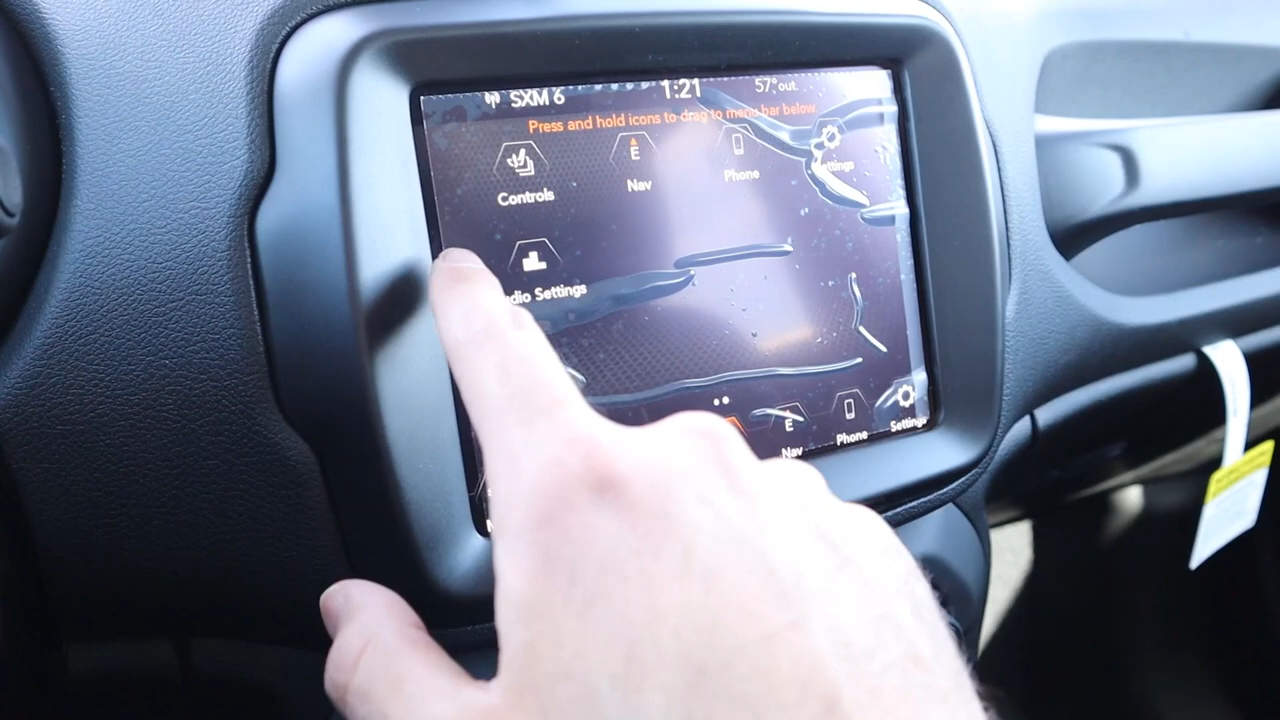 SXM 6 1:21 57° out.
Press and hold icons to drag to menu bar below.
E
Controls Nav Phone Settings
Audio Settings
E
Nav Phone Settings